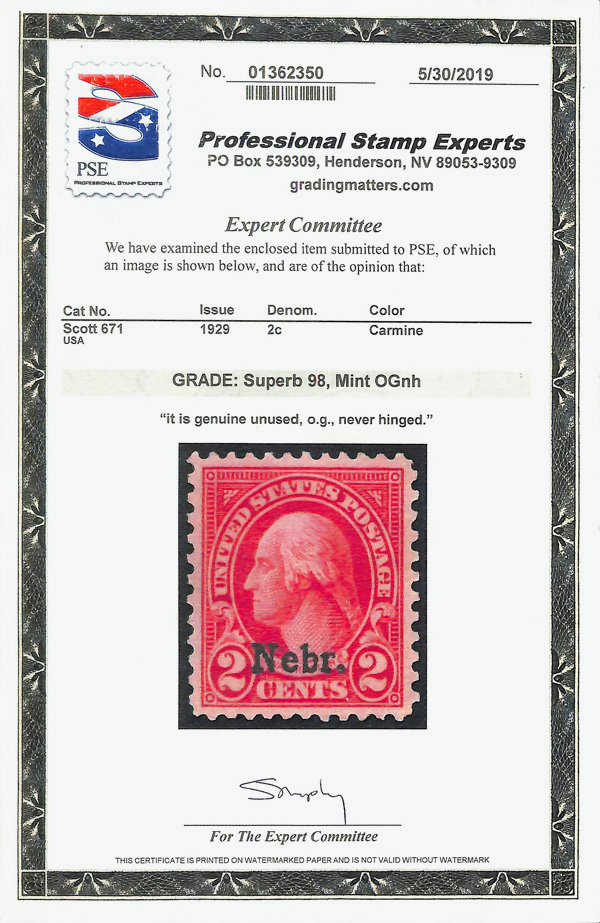 No. 01362350 5/30/2019
PSE
PROFESSIONAL STAMP EXPERTS
Professional Stamp Experts
PO Box 539309, Henderson, NV 89053-9309
gradingmatters.com
Expert Committee
We have examined the enclosed item submitted to PSE, of which
an image is shown below, and are of the opinion that:
Cat No. Issue Denom. Color
Scott 671 1929 2c Carmine
USA
GRADE: Superb 98, Mint OGnh
“it is genuine unused, o.g., never hinged.”
UNITED STATES POSTAGE
Nebr.
2 2
CENTS
For The Expert Committee
THIS CERTIFICATE IS PRINTED ON WATERMARKED PAPER AND IS NOT VALID WITHOUT WATERMARK